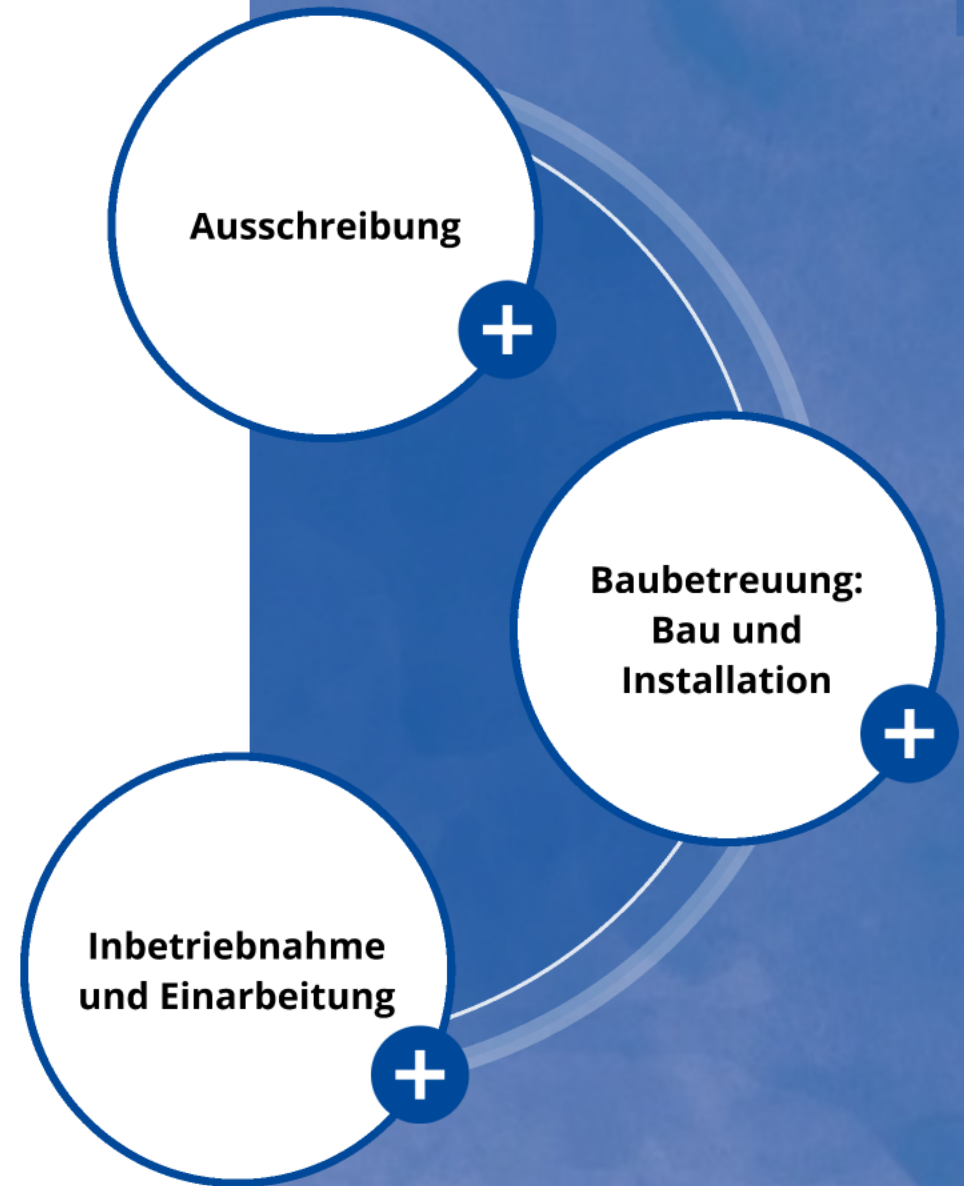 Ausschreibung
+
Baubetreuung:
Bau und
Installation
+
Inbetriebnahme
und Einarbeitung
+